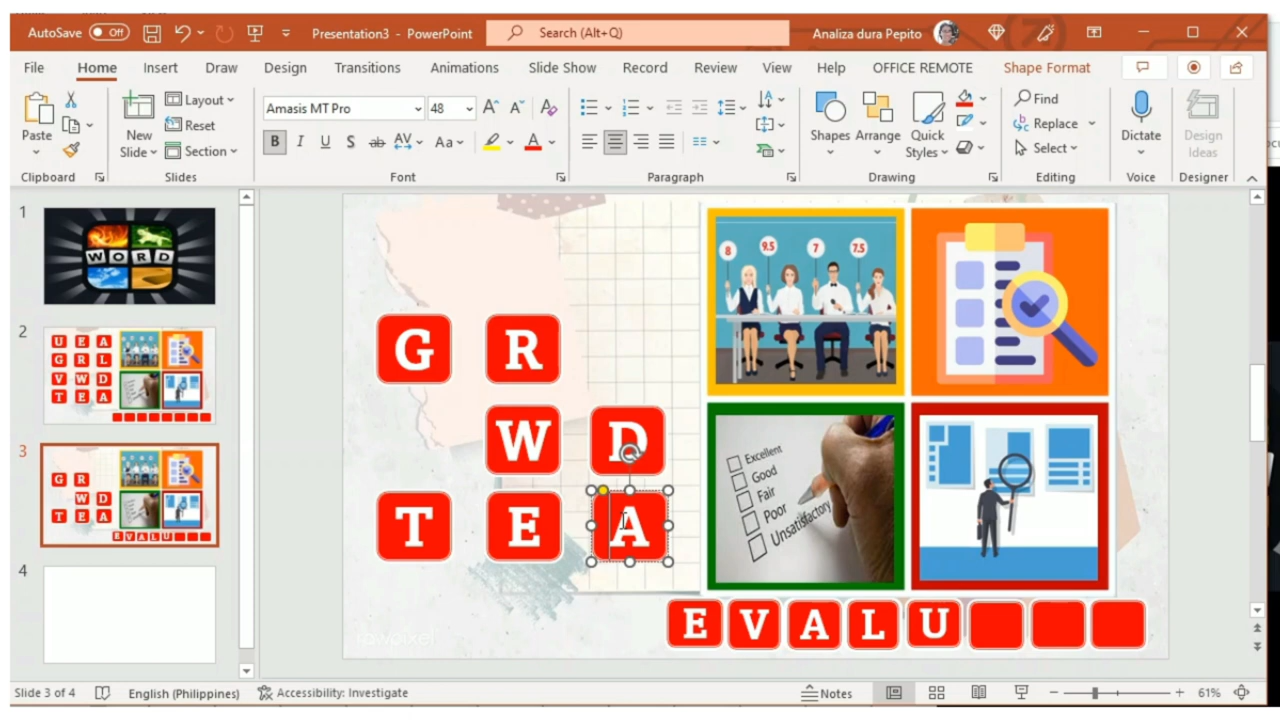 AutoSave Off Presentation3 - PowerPoint Search (Alt+Q) Analiza dura Pepito
File Home Insert Draw Design Transitions Animations Slide Show Record Review View Help OFFICE REMOTE Shape Format
Paste New Slide Layout Reset Section Amasis MT Pro 48 A A A
B I U S ab AV Aa A Shapes Arrange Quick Styles Find Replace Select Dictate Design Ideas
Clipboard Slides Font Paragraph Drawing Editing Voice Designer
1
WORD
2
U E A
G R L
V W D
T E A
3
G R
W D
T E A
E V A L U
4
G R
W D
T E A
8 9.5 7 7.5
Excellent
Good
Fair
Poor
Unsatisfactory
E V A L U
rawpixel
Slide 3 of 4 English (Philippines) Accessibility: Investigate Notes 61%